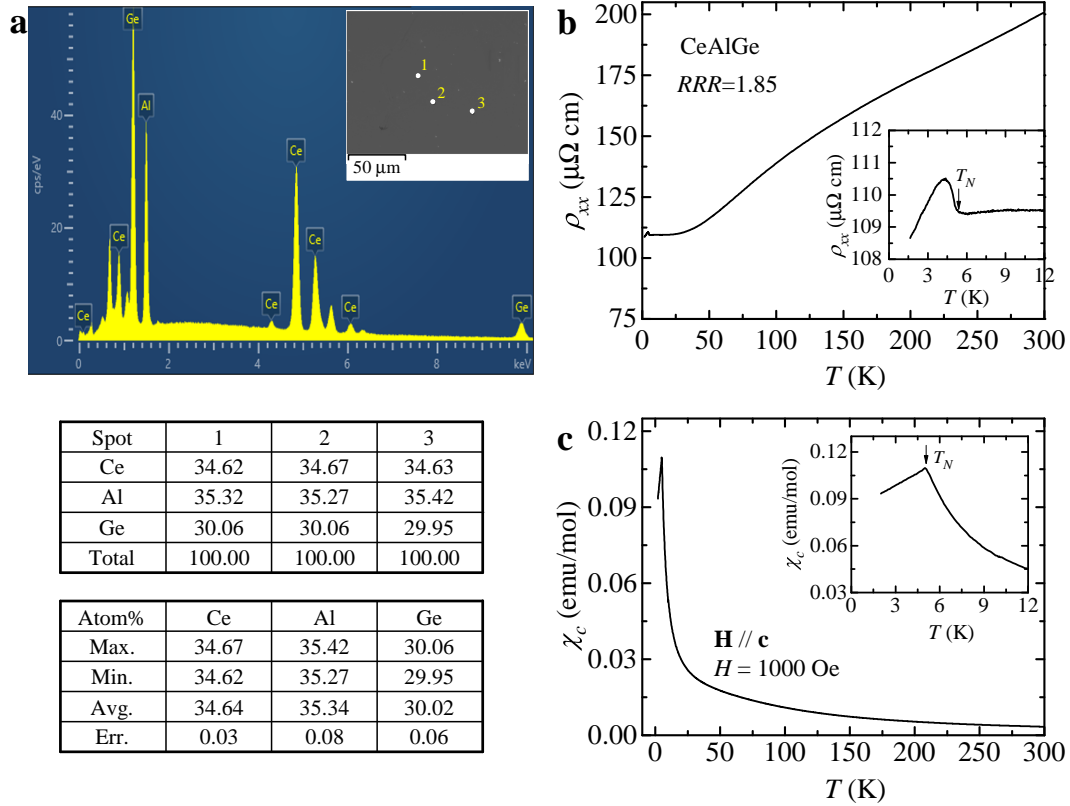 a
Ge
Al
Ce
Ce
Ce
Ce
Ce
Ce
Ge
cps/eV
40
20
0
0 2 4 6 8 keV
1
2
3
50 μm
Spot 1 2 3
Ce 34.62 34.67 34.63
Al 35.32 35.27 35.42
Ge 30.06 30.06 29.95
Total 100.00 100.00 100.00
Atom% Ce Al Ge
Max. 34.67 35.42 30.06
Min. 34.62 35.27 29.95
Avg. 34.64 35.34 30.02
Err. 0.03 0.08 0.06
b
CeAlGe
RRR=1.85
ρxx (μΩ cm)
200
175
150
125
100
75
0 50 100 150 200 250 300
T (K)
ρxx (μΩ cm)
112
111
110
109
108
TN
0 3 6 9 12
T (K)
c
χc (emu/mol)
0.12
0.09
0.06
0.03
0.00
H // c
H = 1000 Oe
0 50 100 150 200 250 300
T (K)
χc (emu/mol)
0.15
0.12
0.09
0.06
0.03
TN
0 3 6 9 12
T (K)